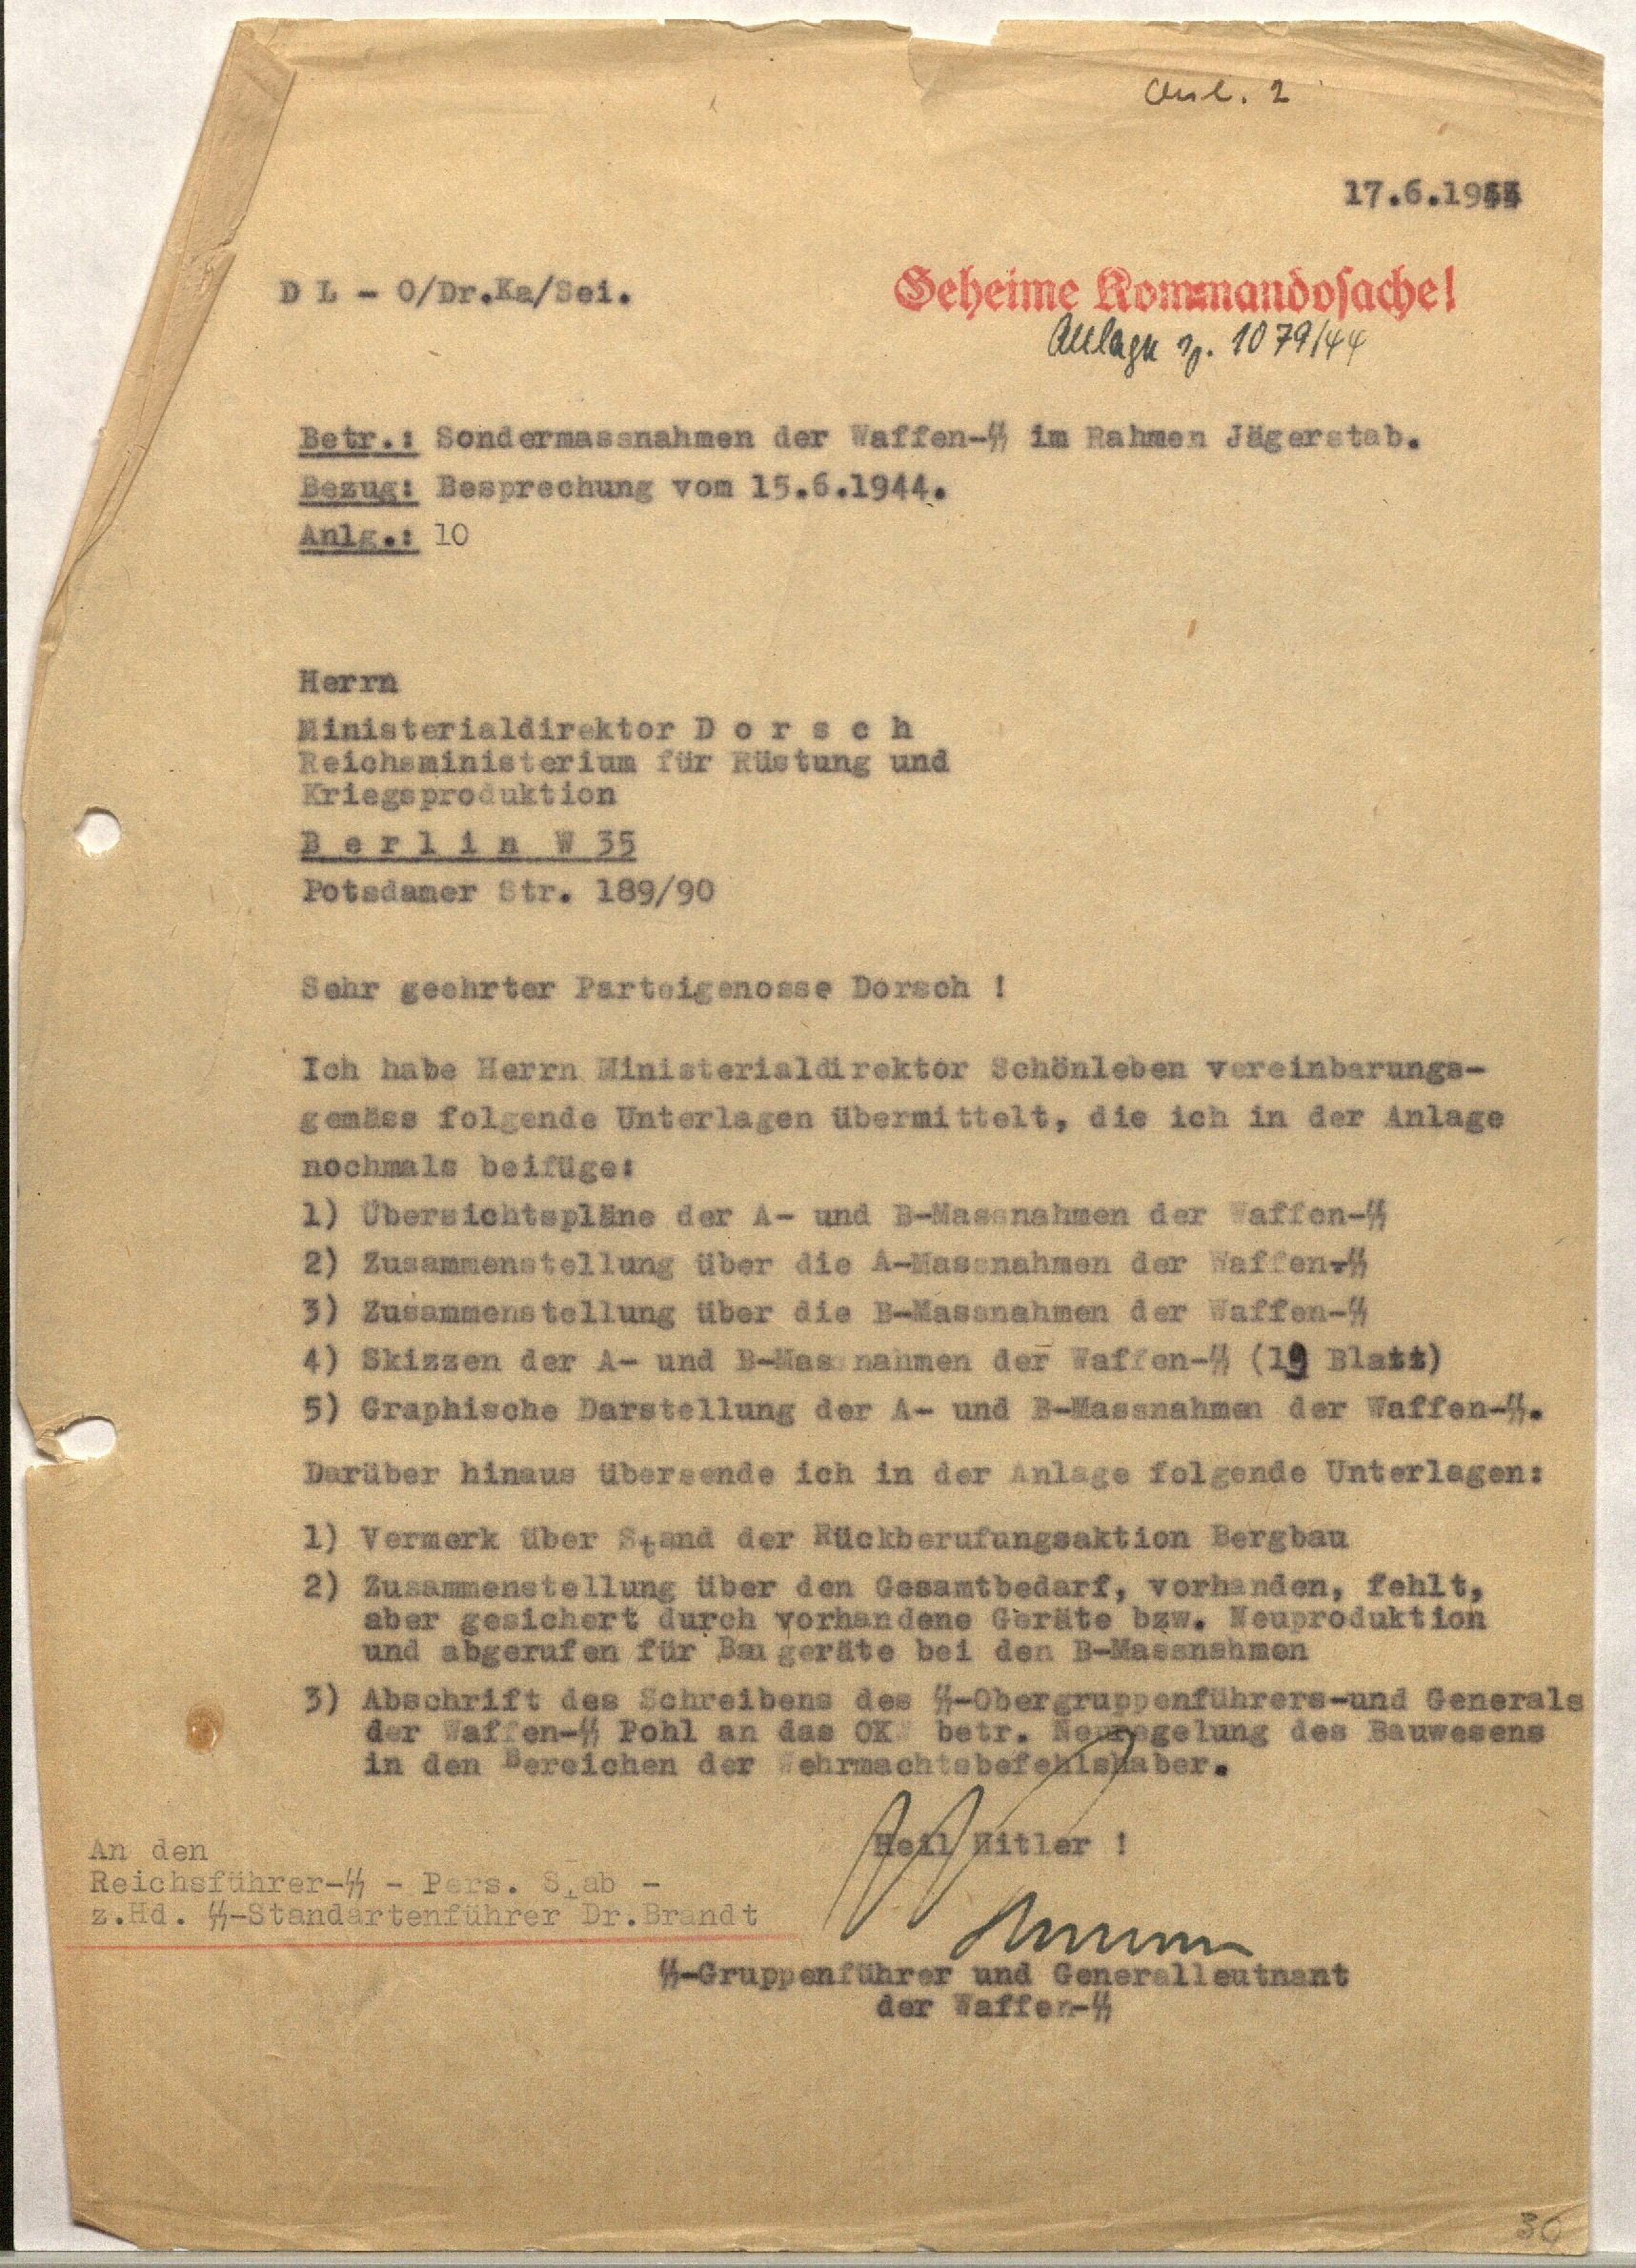 Anl. 2
17.6.1944
D L - O/Dr.Ka/Sei.
Geheime Kommandosache!
Anlage z. 1079/44
Betr.: Sondermassnahmen der Waffen-SS im Rahmen Jägerstab.
Bezug: Besprechung vom 15.6.1944.
Anlg.: 10
Herrn
Ministerialdirektor D o r s c h
Reichsministerium für Rüstung und
Kriegsproduktion
B e r l i n W 35
Potsdamer Str. 189/90
Sehr geehrter Parteigenosse Dorsch !
Ich habe Herrn Ministerialdirektor Schönleben vereinbarungs-
gemäss folgende Unterlagen übermittelt, die ich in der Anlage
nochmals beifüge:
1) Übersichtspläne der A- und B-Massnahmen der Waffen-SS
2) Zusammenstellung über die A-Massnahmen der Waffen-SS
3) Zusammenstellung über die B-Massnahmen der Waffen-SS
4) Skizzen der A- und B-Massnahmen der Waffen-SS (19 Blatt)
5) Graphische Darstellung der A- und B-Massnahmen der Waffen-SS.
Darüber hinaus übersende ich in der Anlage folgende Unterlagen:
1) Vermerk über Stand der Rückberufungsaktion Bergbau
2) Zusammenstellung über den Gesamtbedarf, vorhanden, fehlt,
aber gesichert durch vorhandene Geräte bzw. Neuproduktion
und abgerufen für Baugeräte bei den B-Massnahmen
3) Abschrift des Schreibens des SS-Obergruppenführers-und Generals
der Waffen-SS Pohl an das OKW betr. Neuregelung des Bauwesens
in den Bereichen der Wehrmachtsbefehlshaber.
Heil Hitler !
An den
Reichsführer-SS - Pers. Stab -
z.Hd. SS-Standartenführer Dr.Brandt
SS-Gruppenführer und Generalleutnant
der Waffen-SS
30